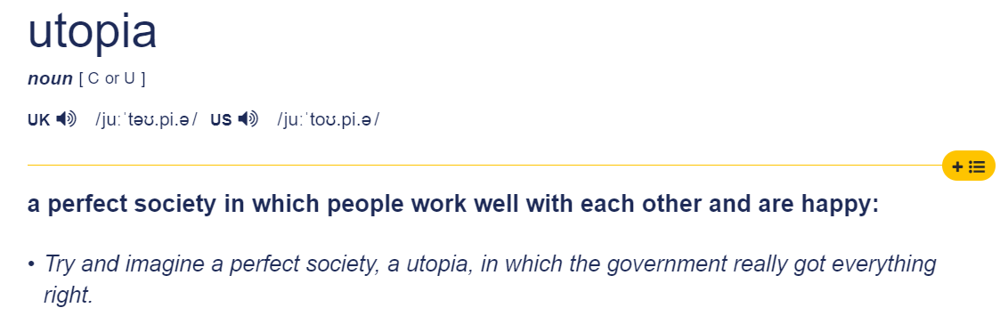 utopia
noun [ C or U ]
UK /juːˈtəʊ.pi.ə/ US /juːˈtoʊ.pi.ə/
a perfect society in which people work well with each other and are happy:
• Try and imagine a perfect society, a utopia, in which the government really got everything
right.